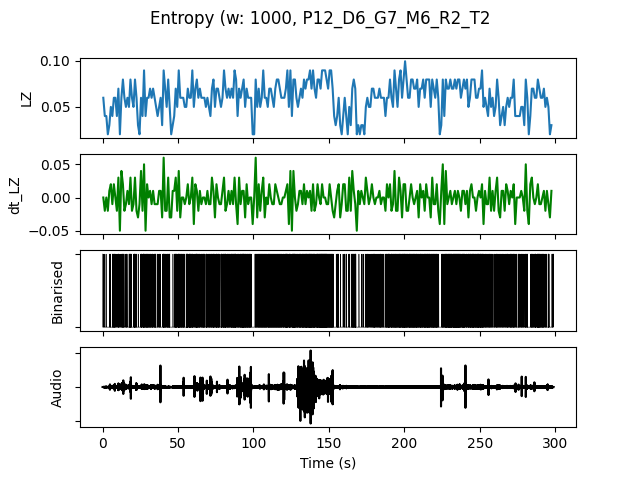 Entropy (w: 1000, P12_D6_G7_M6_R2_T2
0.10
0.05
LZ
0.05
0.00
−0.05
dt_LZ
Binarised
Audio
0 50 100 150 200 250 300
Time (s)